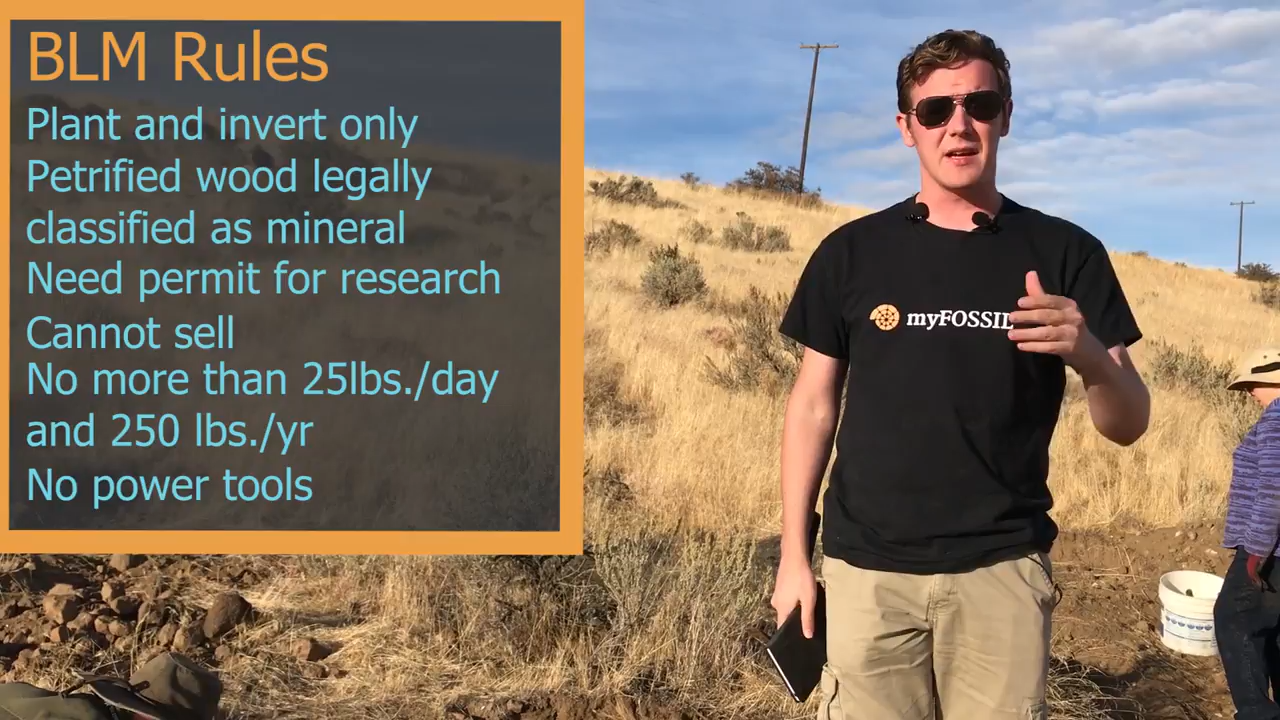 BLM Rules
Plant and invert only
Petrified wood legally
classified as mineral
Need permit for research
Cannot sell
No more than 25lbs./day
and 250 lbs./yr
No power tools
myFOSSIL